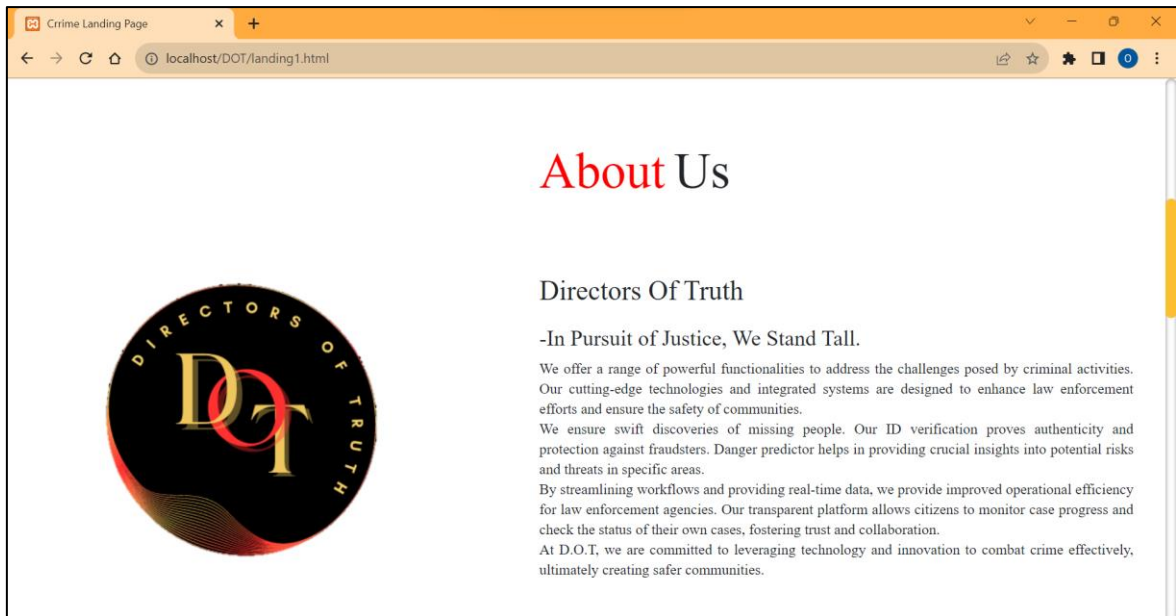 Crrime Landing Page
localhost/DOT/landing1.html
O
About Us
DIRECTORS OF TRUTH
DOT
Directors Of Truth
-In Pursuit of Justice, We Stand Tall.
We offer a range of powerful functionalities to address the challenges posed by criminal activities.
Our cutting-edge technologies and integrated systems are designed to enhance law enforcement
efforts and ensure the safety of communities.
We ensure swift discoveries of missing people. Our ID verification proves authenticity and
protection against fraudsters. Danger predictor helps in providing crucial insights into potential risks
and threats in specific areas.
By streamlining workflows and providing real-time data, we provide improved operational efficiency
for law enforcement agencies. Our transparent platform allows citizens to monitor case progress and
check the status of their own cases, fostering trust and collaboration.
At D.O.T, we are committed to leveraging technology and innovation to combat crime effectively,
ultimately creating safer communities.